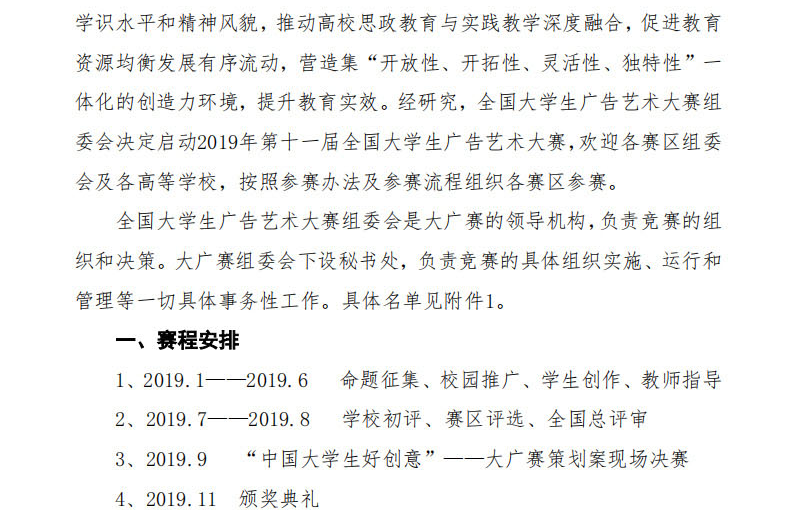 学识水平和精神风貌，推动高校思政教育与实践教学深度融合，促进教育
资源均衡发展有序流动，营造集“开放性、开拓性、灵活性、独特性”一
体化的创造力环境，提升教育实效。经研究，全国大学生广告艺术大赛组
委会决定启动2019年第十一届全国大学生广告艺术大赛，欢迎各赛区组委
会及各高等学校，按照参赛办法及参赛流程组织各赛区参赛。
全国大学生广告艺术大赛组委会是大广赛的领导机构，负责竞赛的组
织和决策。大广赛组委会下设秘书处，负责竞赛的具体组织实施、运行和
管理等一切具体事务性工作。具体名单见附件1。
一、赛程安排
1、2019.1——2019.6 命题征集、校园推广、学生创作、教师指导
2、2019.7——2019.8 学校初评、赛区评选、全国总评审
3、2019.9 “中国大学生好创意”——大广赛策划案现场决赛
4、2019.11 颁奖典礼